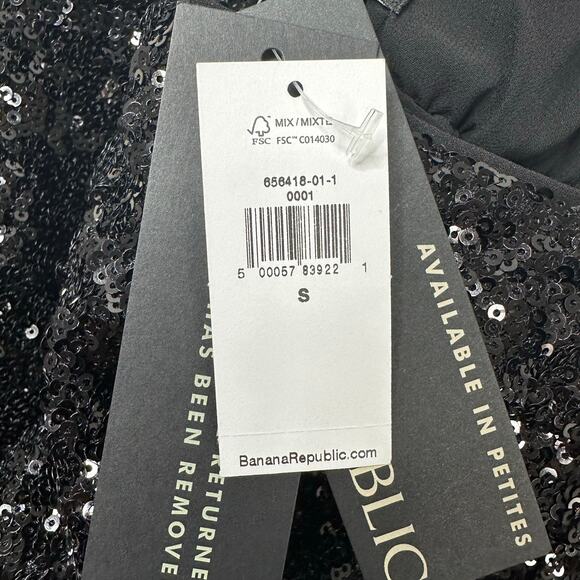 MIX/MIXTE
FSC FSC™ C014030
656418-01-1
0001
5 00057 83922 1
S
BananaRepublic.com
AVAILABLE IN PETITES
BLIC
RETURNE
HAS BEEN REMOVE